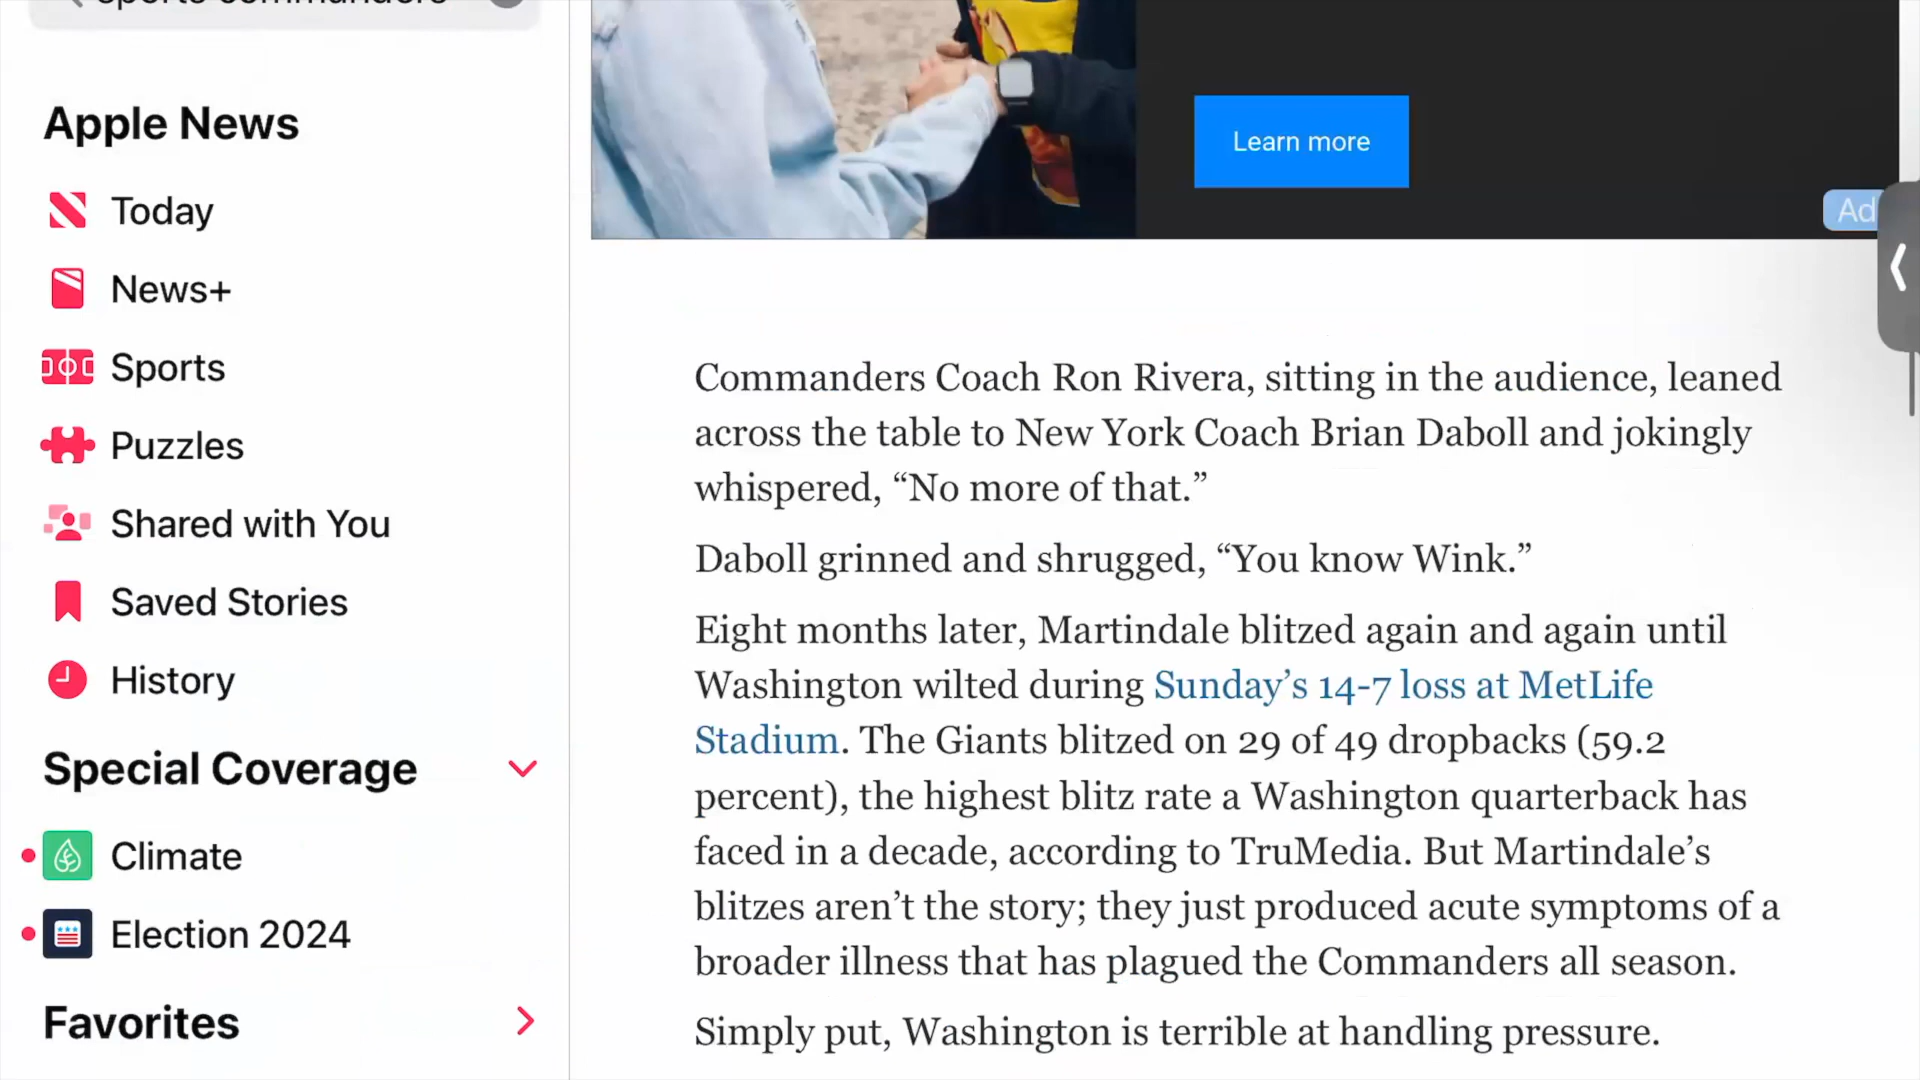 Apple News
Today
News+
Sports
Puzzles
Shared with You
Saved Stories
History
Special Coverage
Climate
Election 2024
Favorites
Learn more
Ad
Commanders Coach Ron Rivera, sitting in the audience, leaned
across the table to New York Coach Brian Daboll and jokingly
whispered, “No more of that.”
Daboll grinned and shrugged, “You know Wink.”
Eight months later, Martindale blitzed again and again until
Washington wilted during Sunday’s 14-7 loss at MetLife
Stadium. The Giants blitzed on 29 of 49 dropbacks (59.2
percent), the highest blitz rate a Washington quarterback has
faced in a decade, according to TruMedia. But Martindale’s
blitzes aren’t the story; they just produced acute symptoms of a
broader illness that has plagued the Commanders all season.
Simply put, Washington is terrible at handling pressure.